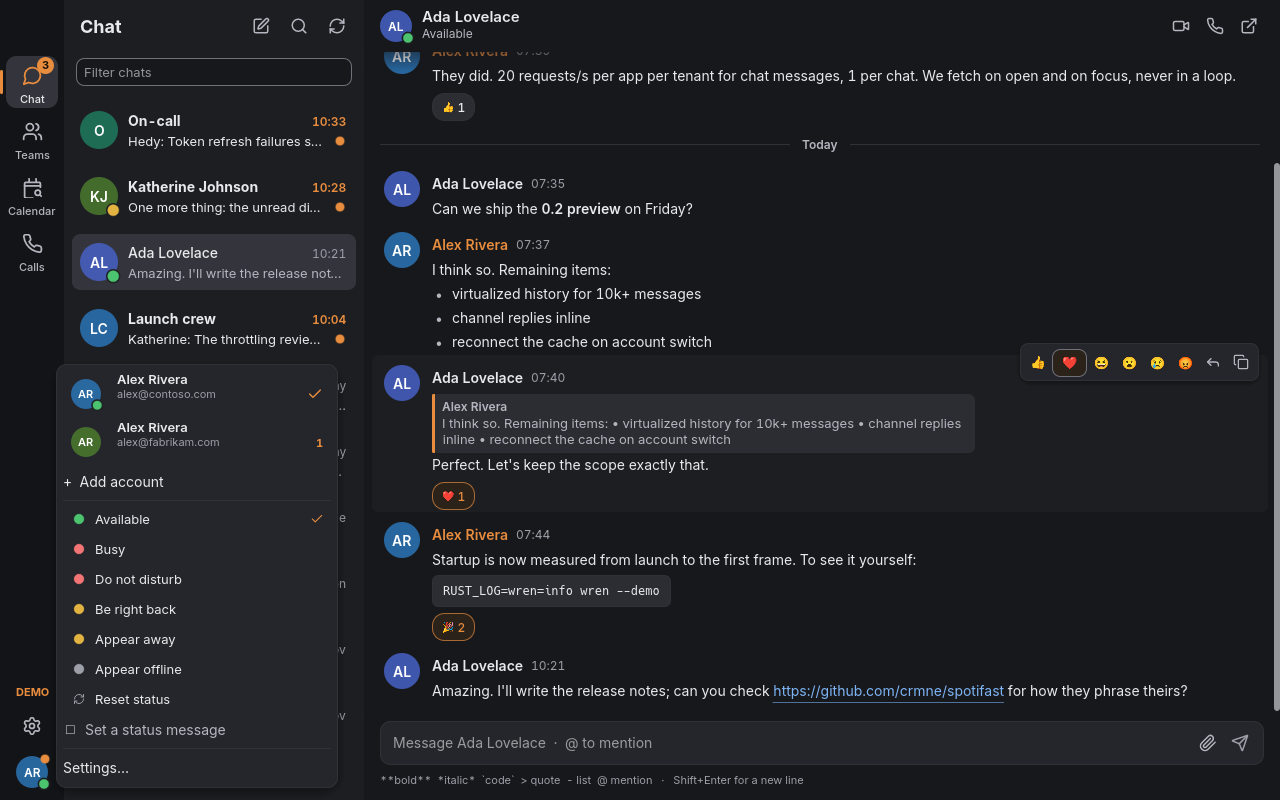 3
Chat
Teams
Calendar
Calls
DEMO
AR
Chat
Filter chats
O
On-call
10:33
Hedy: Token refresh failures s...
KJ
Katherine Johnson
10:28
One more thing: the unread di...
AL
Ada Lovelace
10:21
Amazing. I'll write the release not...
LC
Launch crew
10:04
Katherine: The throttling revie...
AR
Alex Rivera
alex@contoso.com
AR
Alex Rivera
alex@fabrikam.com
1
+ Add account
Available
Busy
Do not disturb
Be right back
Appear away
Appear offline
Reset status
Set a status message
Settings...
AL
Ada Lovelace
Available
AR
Alex Rivera
They did. 20 requests/s per app per tenant for chat messages, 1 per chat. We fetch on open and on focus, never in a loop.
👍 1
Today
AL
Ada Lovelace 07:35
Can we ship the 0.2 preview on Friday?
AR
Alex Rivera 07:37
I think so. Remaining items:
• virtualized history for 10k+ messages
• channel replies inline
• reconnect the cache on account switch
👍 ❤️ 😆 😮 😢 😡
AL
Ada Lovelace 07:40
Alex Rivera
I think so. Remaining items: • virtualized history for 10k+ messages • channel replies
inline • reconnect the cache on account switch
Perfect. Let's keep the scope exactly that.
❤️ 1
AR
Alex Rivera 07:44
Startup is now measured from launch to the first frame. To see it yourself:
RUST_LOG=wren=info wren --demo
🎉 2
AL
Ada Lovelace 10:21
Amazing. I'll write the release notes; can you check https://github.com/crmne/spotifast for how they phrase theirs?
Message Ada Lovelace · @ to mention
**bold** *italic* `code` > quote - list @ mention · Shift+Enter for a new line